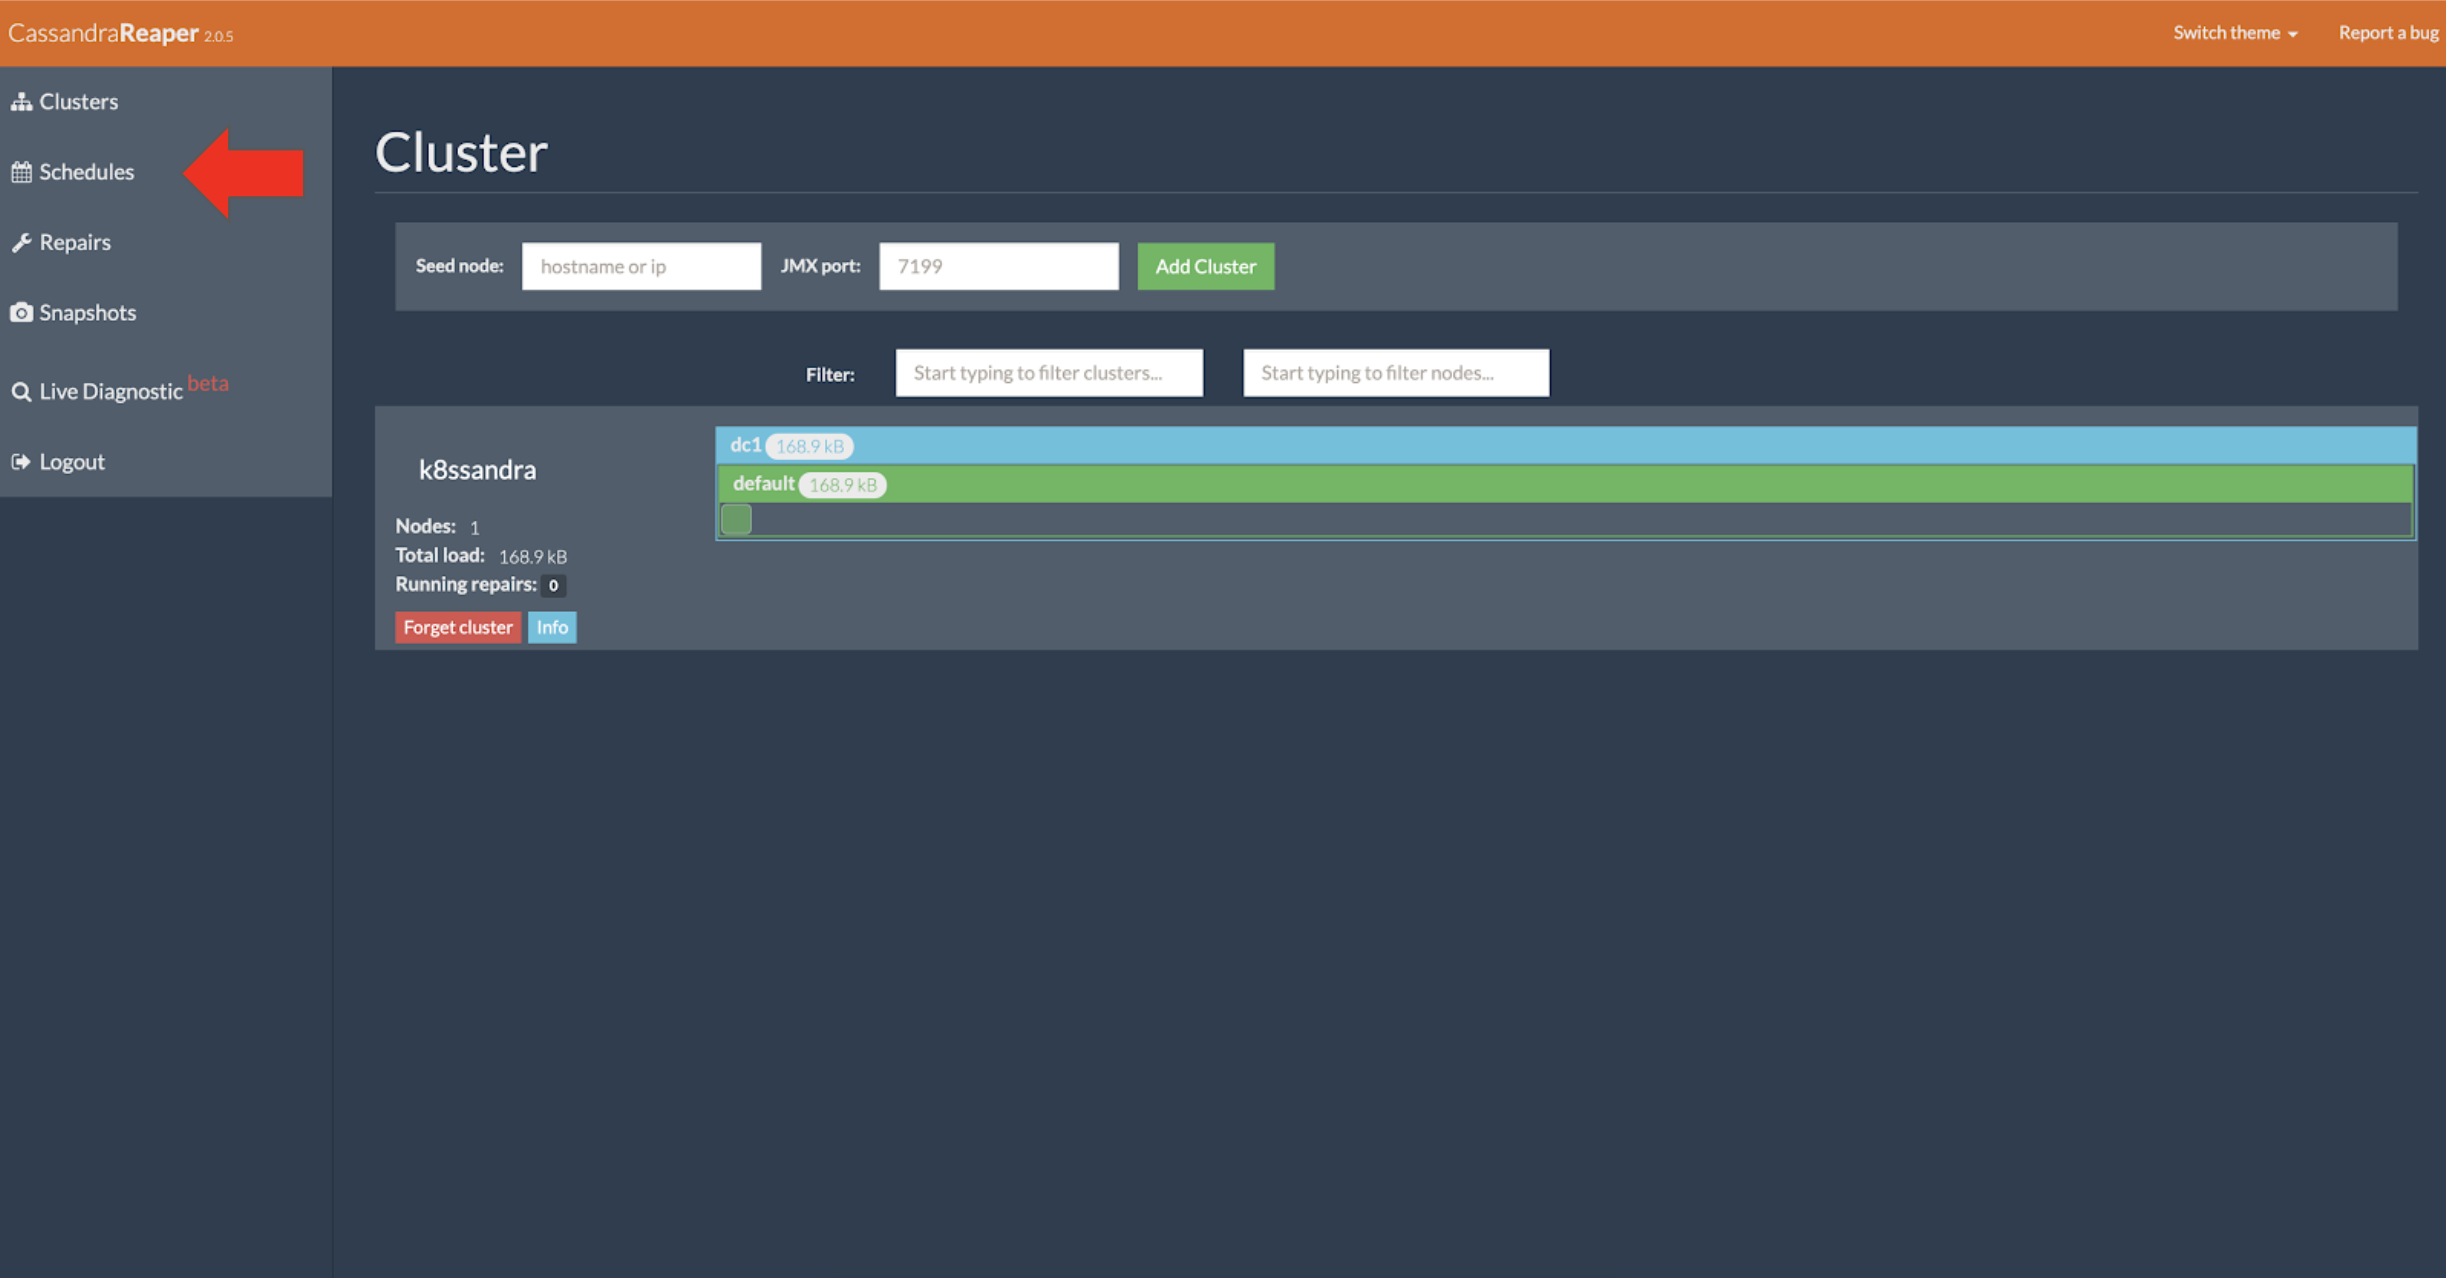 CassandraReaper 2.0.5
Switch theme
Report a bug
Clusters
Schedules
Repairs
Snapshots
Live Diagnostic beta
Logout
Cluster
Seed node: hostname or ip JMX port: 7199 Add Cluster
Filter: Start typing to filter clusters... Start typing to filter nodes...
k8ssandra
Nodes: 1
Total load: 168.9 kB
Running repairs: 0
Forget cluster Info
dc1 168.9 kB
default 168.9 kB